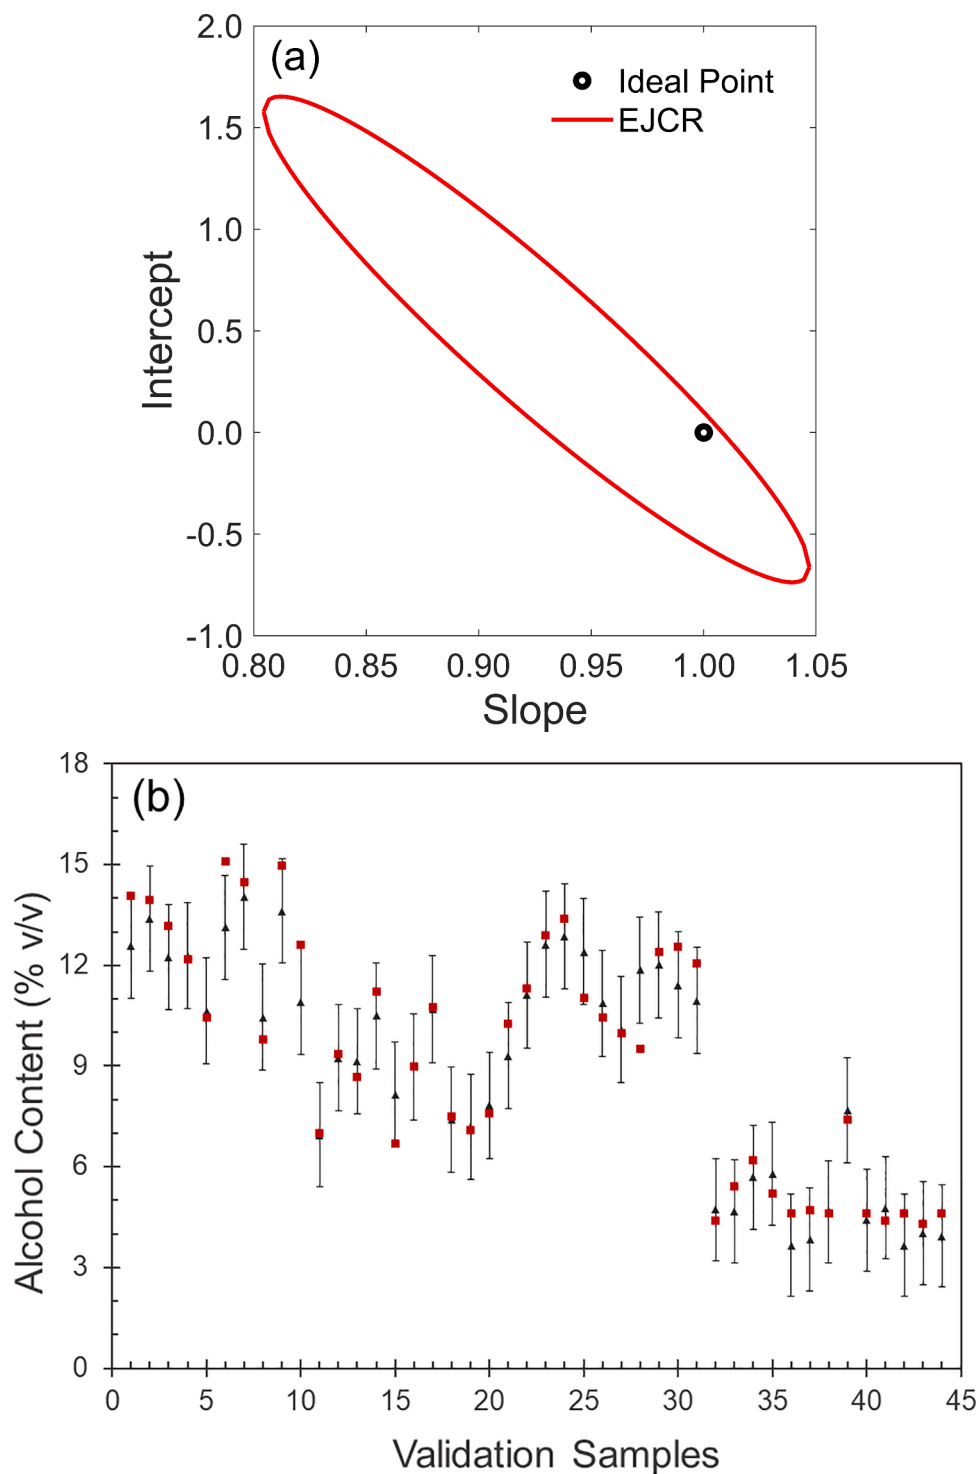 (a)
Ideal Point
EJCR
2.0
1.5
1.0
0.5
0.0
-0.5
-1.0
Intercept
0.80 0.85 0.90 0.95 1.00 1.05
Slope
(b)
18
15
12
9
6
3
0
Alcohol Content (% v/v)
0 5 10 15 20 25 30 35 40 45
Validation Samples